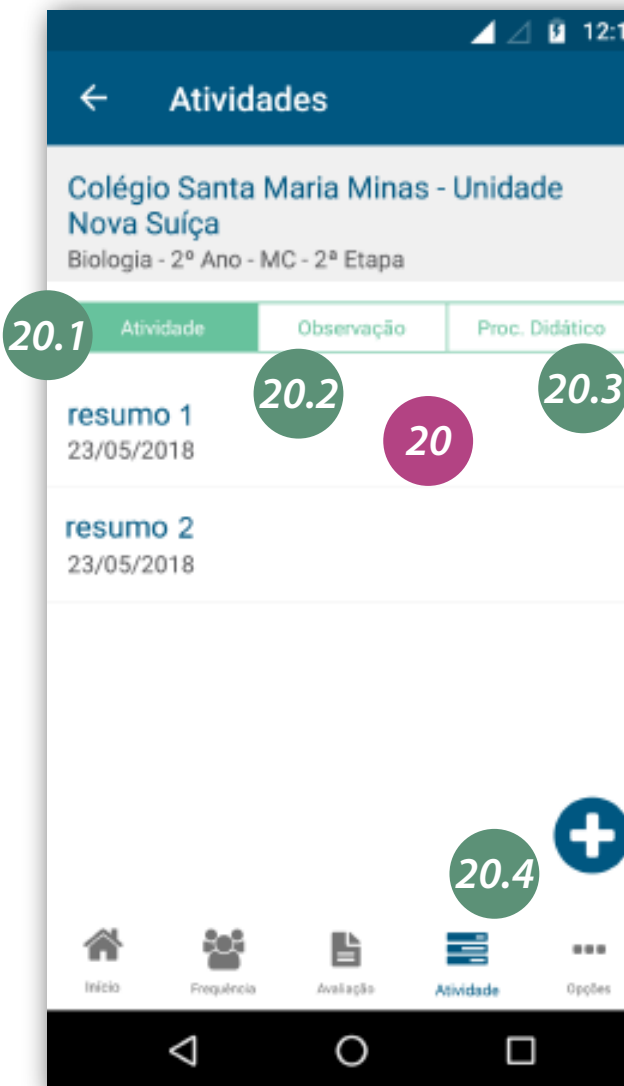 12:1
Atividades
Colégio Santa Maria Minas - Unidade
Nova Suíça
Biologia - 2º Ano - MC - 2ª Etapa
20.1
Atividade
Observação
Proc. Didático
20.2
20.3
resumo 1
23/05/2018
20
resumo 2
23/05/2018
20.4
Início
Frequência
Avaliação
Atividade
Opções